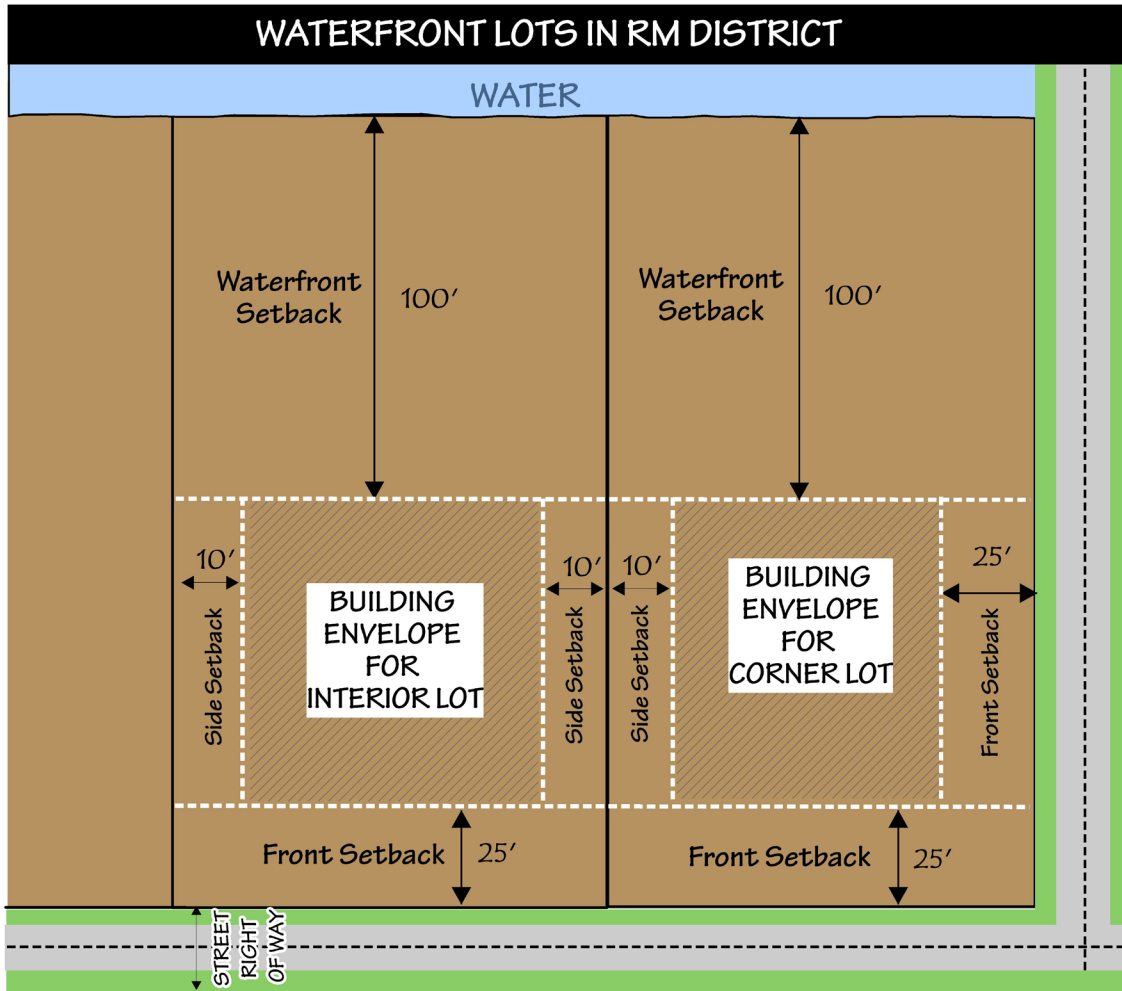 WATERFRONT LOTS IN RM DISTRICT
WATER
Waterfront
Setback
100'
Waterfront
Setback
100'
10'
Side Setback
BUILDING
ENVELOPE
FOR
INTERIOR LOT
10'
Side Setback
10'
Side Setback
BUILDING
ENVELOPE
FOR
CORNER LOT
25'
Front Setback
Front Setback
25'
Front Setback
25'
STREET
RIGHT
OF WAY